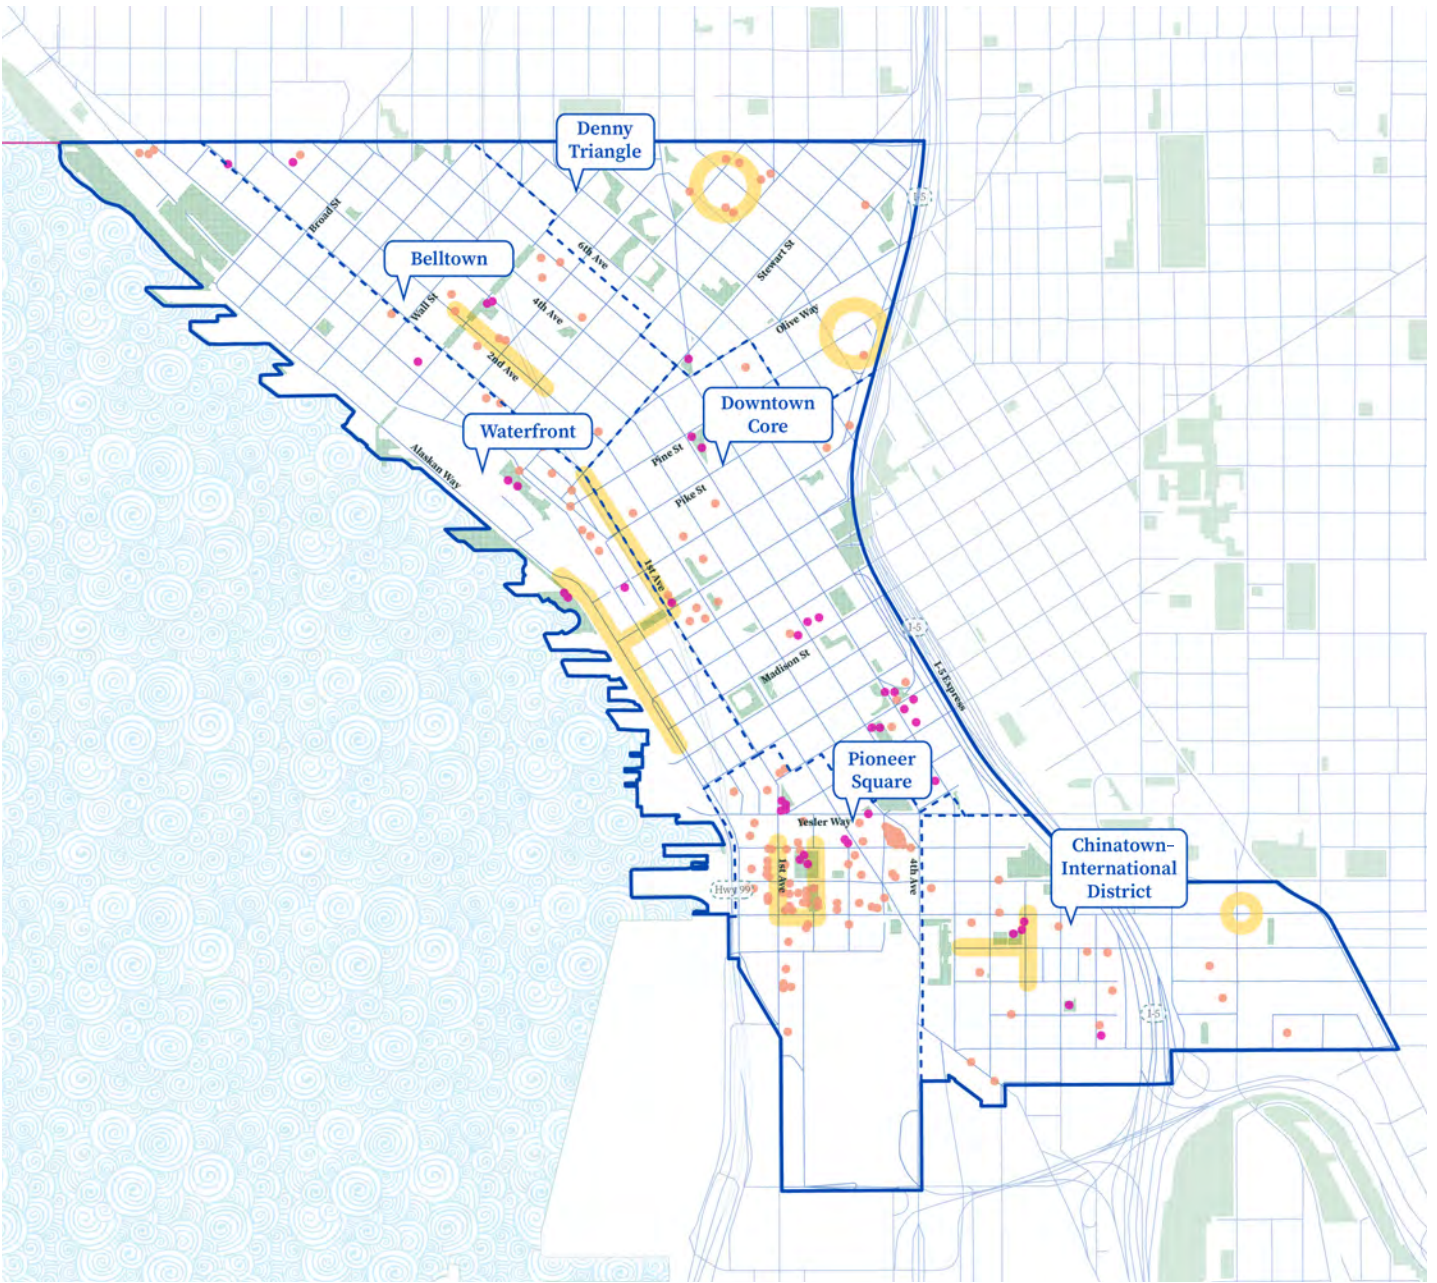 Denny
Triangle
I-5
Broad St
6th Ave
Stewart St
Belltown
Wall St
4th Ave
Olive Way
2nd Ave
Downtown
Core
Waterfront
Alaskan Way
Pine St
Pike St
1st Ave
I-5
Madison St
I-5 Express
Pioneer
Square
Yesler Way
1st Ave
4th Ave
Hwy 99
Chinatown–
International
District
I-5